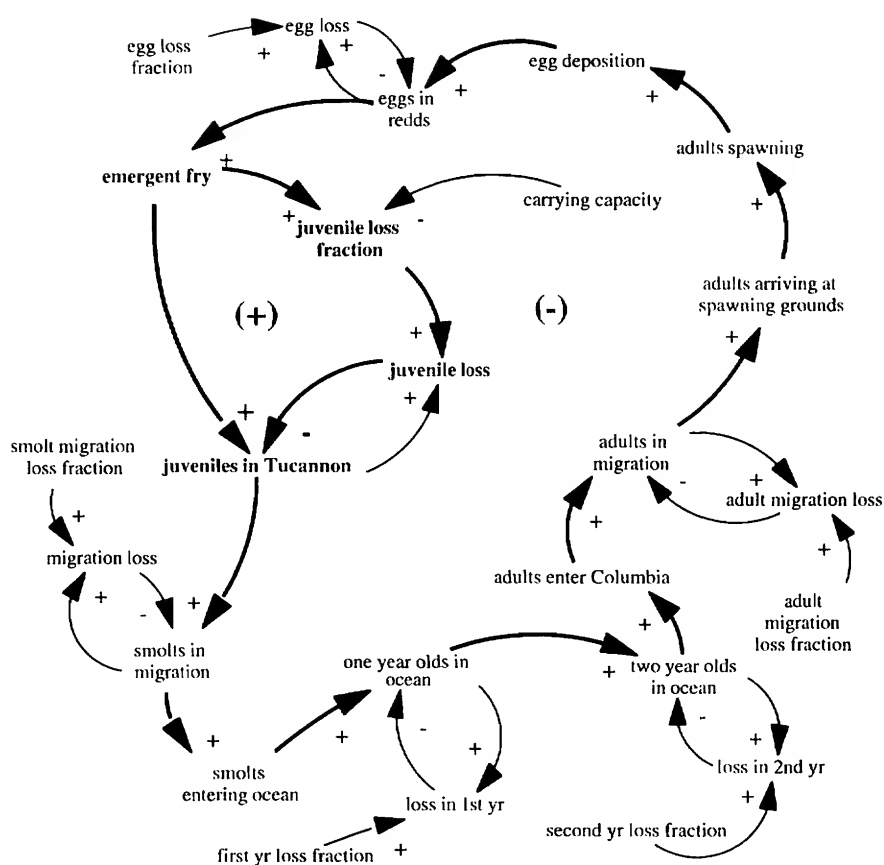 egg loss
egg loss
fraction
+
+
-
eggs in
redds
+
egg deposition
+
adults spawning
+
emergent fry
+
+
juvenile loss
fraction
-
carrying capacity
adults arriving at
spawning grounds
+
(+)
(-)
+
juvenile loss
+
+
-
juveniles in Tucannon
smolt migration
loss fraction
+
migration loss
+
-
+
smolts in
migration
adults in
migration
+
-
adult migration loss
+
+
adult
migration
loss fraction
adults enter Columbia
+
one year olds in
ocean
+
two year olds
in ocean
+
smolts
entering ocean
+
-
+
loss in 1st yr
first yr loss fraction
+
-
+
loss in 2nd yr
+
second yr loss fraction